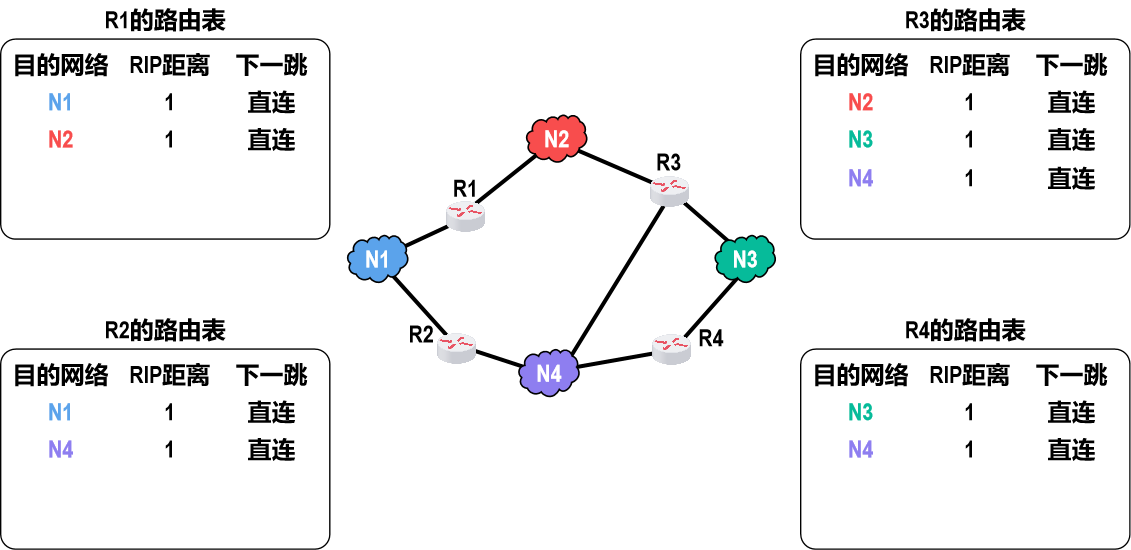 R1的路由表
目的网络 RIP距离 下一跳
N1 1 直连
N2 1 直连
R3的路由表
目的网络 RIP距离 下一跳
N2 1 直连
N3 1 直连
N4 1 直连
N2
R3
R1
N1
N3
R2
R4
N4
R2的路由表
目的网络 RIP距离 下一跳
N1 1 直连
N4 1 直连
R4的路由表
目的网络 RIP距离 下一跳
N3 1 直连
N4 1 直连